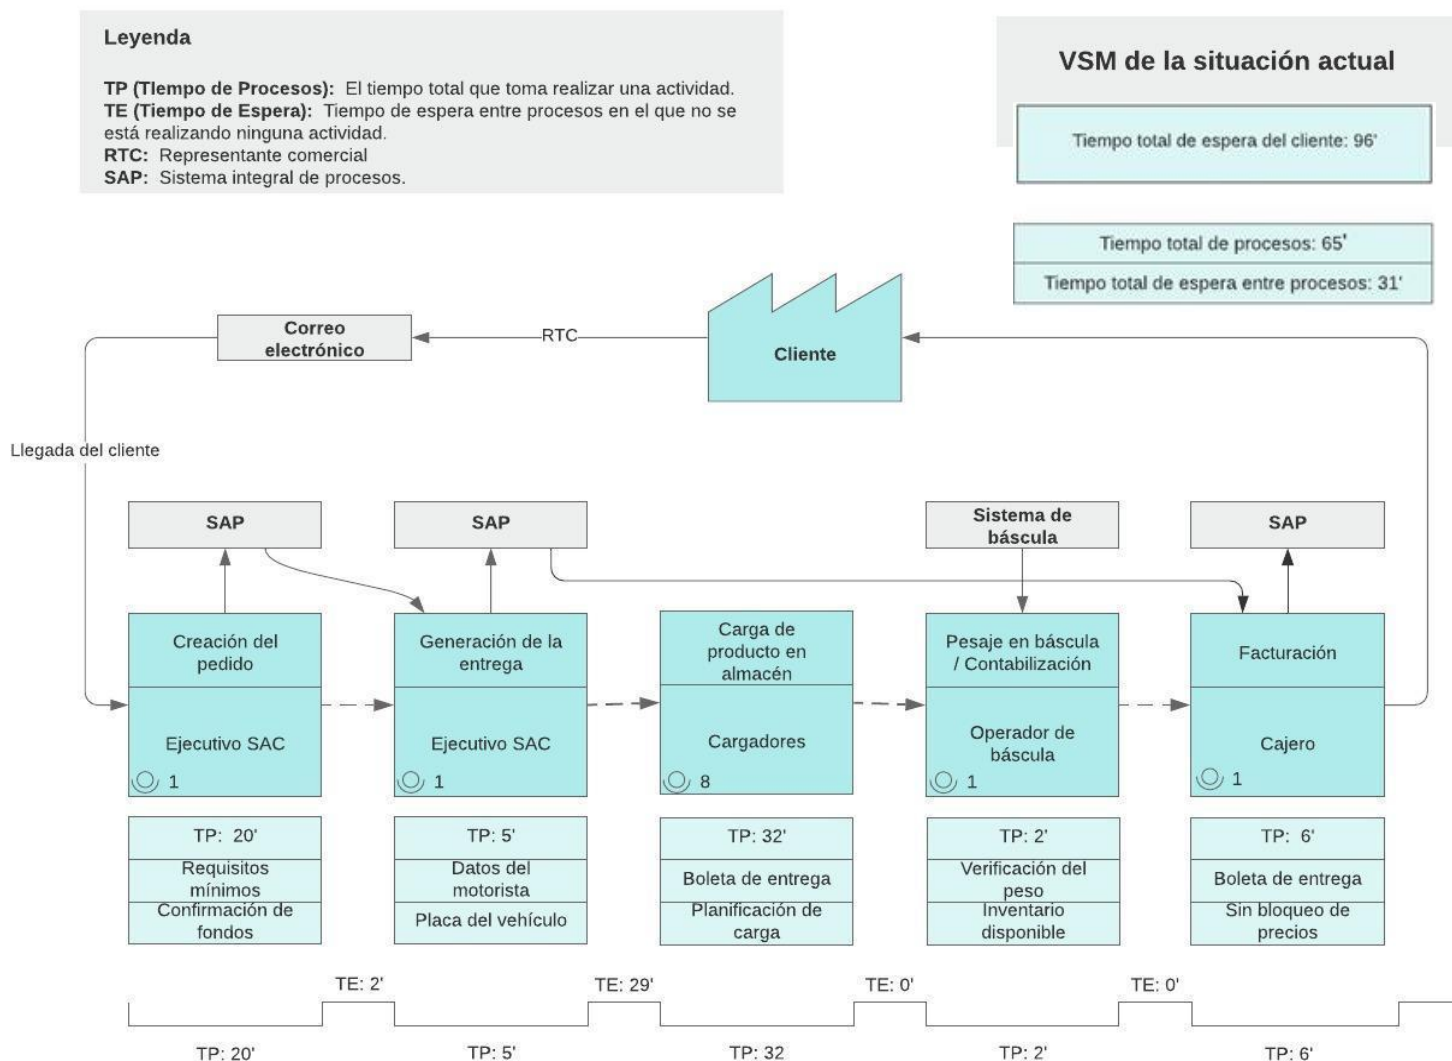 Leyenda
TP (TIempo de Procesos): El tiempo total que toma realizar una actividad.
TE (Tiempo de Espera): Tiempo de espera entre procesos en el que no se
está realizando ninguna actividad.
RTC: Representante comercial
SAP: Sistema integral de procesos.
VSM de la situación actual
Tiempo total de espera del cliente: 96'
Tiempo total de procesos: 65'
Tiempo total de espera entre procesos: 31'
Correo
electrónico
RTC
Cliente
Llegada del cliente
SAP
SAP
Sistema de
báscula
SAP
Creación del
pedido
Ejecutivo SAC
1
Generación de la
entrega
Ejecutivo SAC
1
Carga de
producto en
almacén
Cargadores
8
Pesaje en báscula
/ Contabilización
Operador de
báscula
1
Facturación
Cajero
1
TP: 20'
Requisitos
mínimos
Confirmación de
fondos
TP: 5'
Datos del
motorista
Placa del vehículo
TP: 32'
Boleta de entrega
Planificación de
carga
TP: 2'
Verificación del
peso
Inventario
disponible
TP: 6'
Boleta de entrega
Sin bloqueo de
precios
TE: 2'
TE: 29'
TE: 0'
TE: 0'
TP: 20'
TP: 5'
TP: 32
TP: 2'
TP: 6'